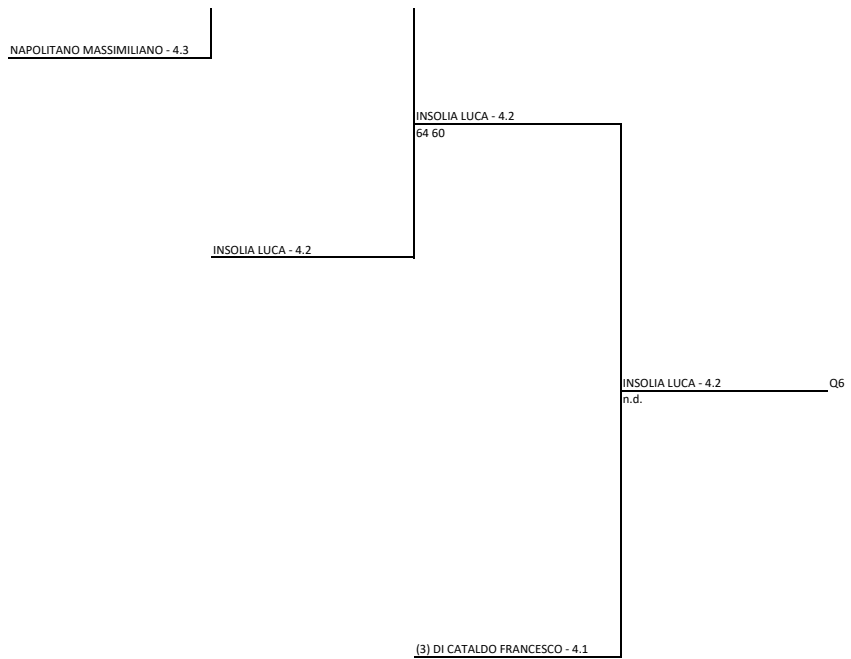 NAPOLITANO MASSIMILIANO - 4.3
INSOLIA LUCA - 4.2
64 60
INSOLIA LUCA - 4.2
INSOLIA LUCA - 4.2
Q6
n.d.
(3) DI CATALDO FRANCESCO - 4.1